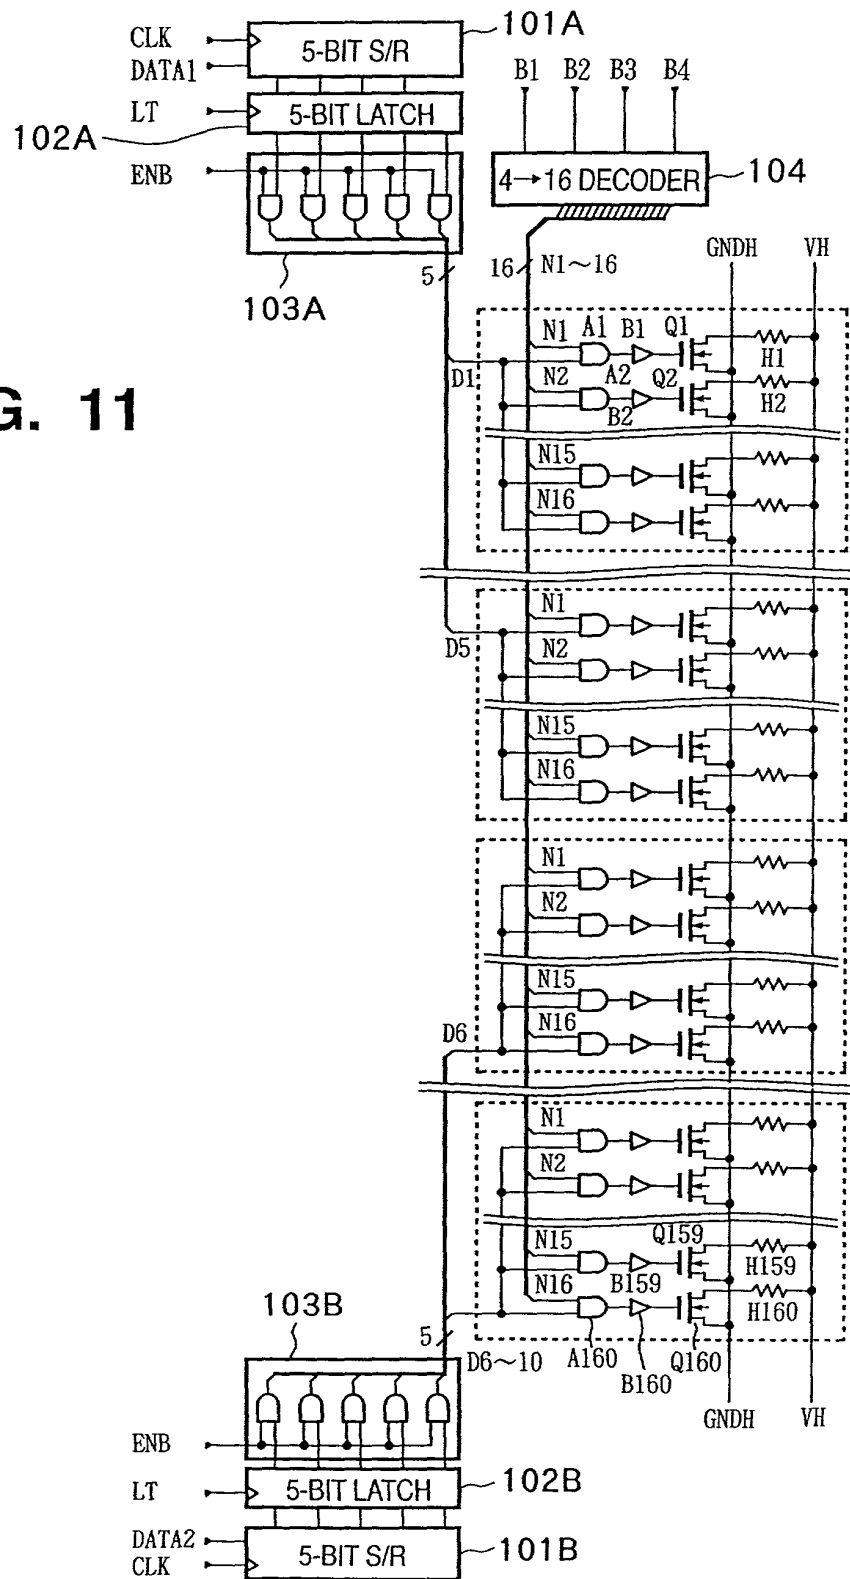 101A
CLK
5-BIT S/R
DATA1
B1 B2 B3 B4
LT
5-BIT LATCH
102A
ENB
4→16 DECODER
104
103A
5
16
N1~16
GNDH
VH
N1 A1 B1 Q1
H1
D1
N2 A2 Q2
B2
H2
G. 11
N15
N16
N1
D5
N2
N15
N16
N1
N2
N15
D6
N16
N1
N2
Q159
N15
B159
H159
N16
H160
103B
5
D6~10
A160
B160
Q160
GNDH
VH
ENB
LT
5-BIT LATCH
102B
DATA2
5-BIT S/R
101B
CLK